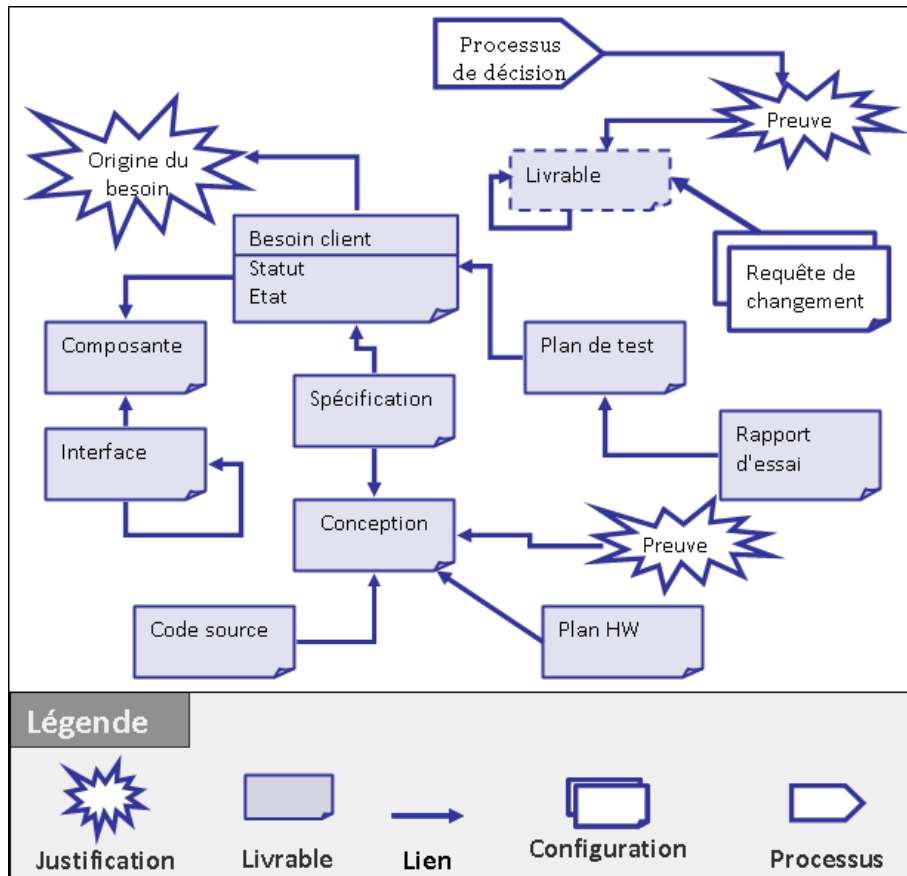 Processus
de décision
Preuve
Origine du
besoin
Livrable
Besoin client
Statut
Etat
Requête de
changement
Composante
Plan de test
Spécification
Interface
Rapport
d'essai
Conception
Preuve
Code source
Plan HW
Légende
Justification
Livrable
Lien
Configuration
Processus